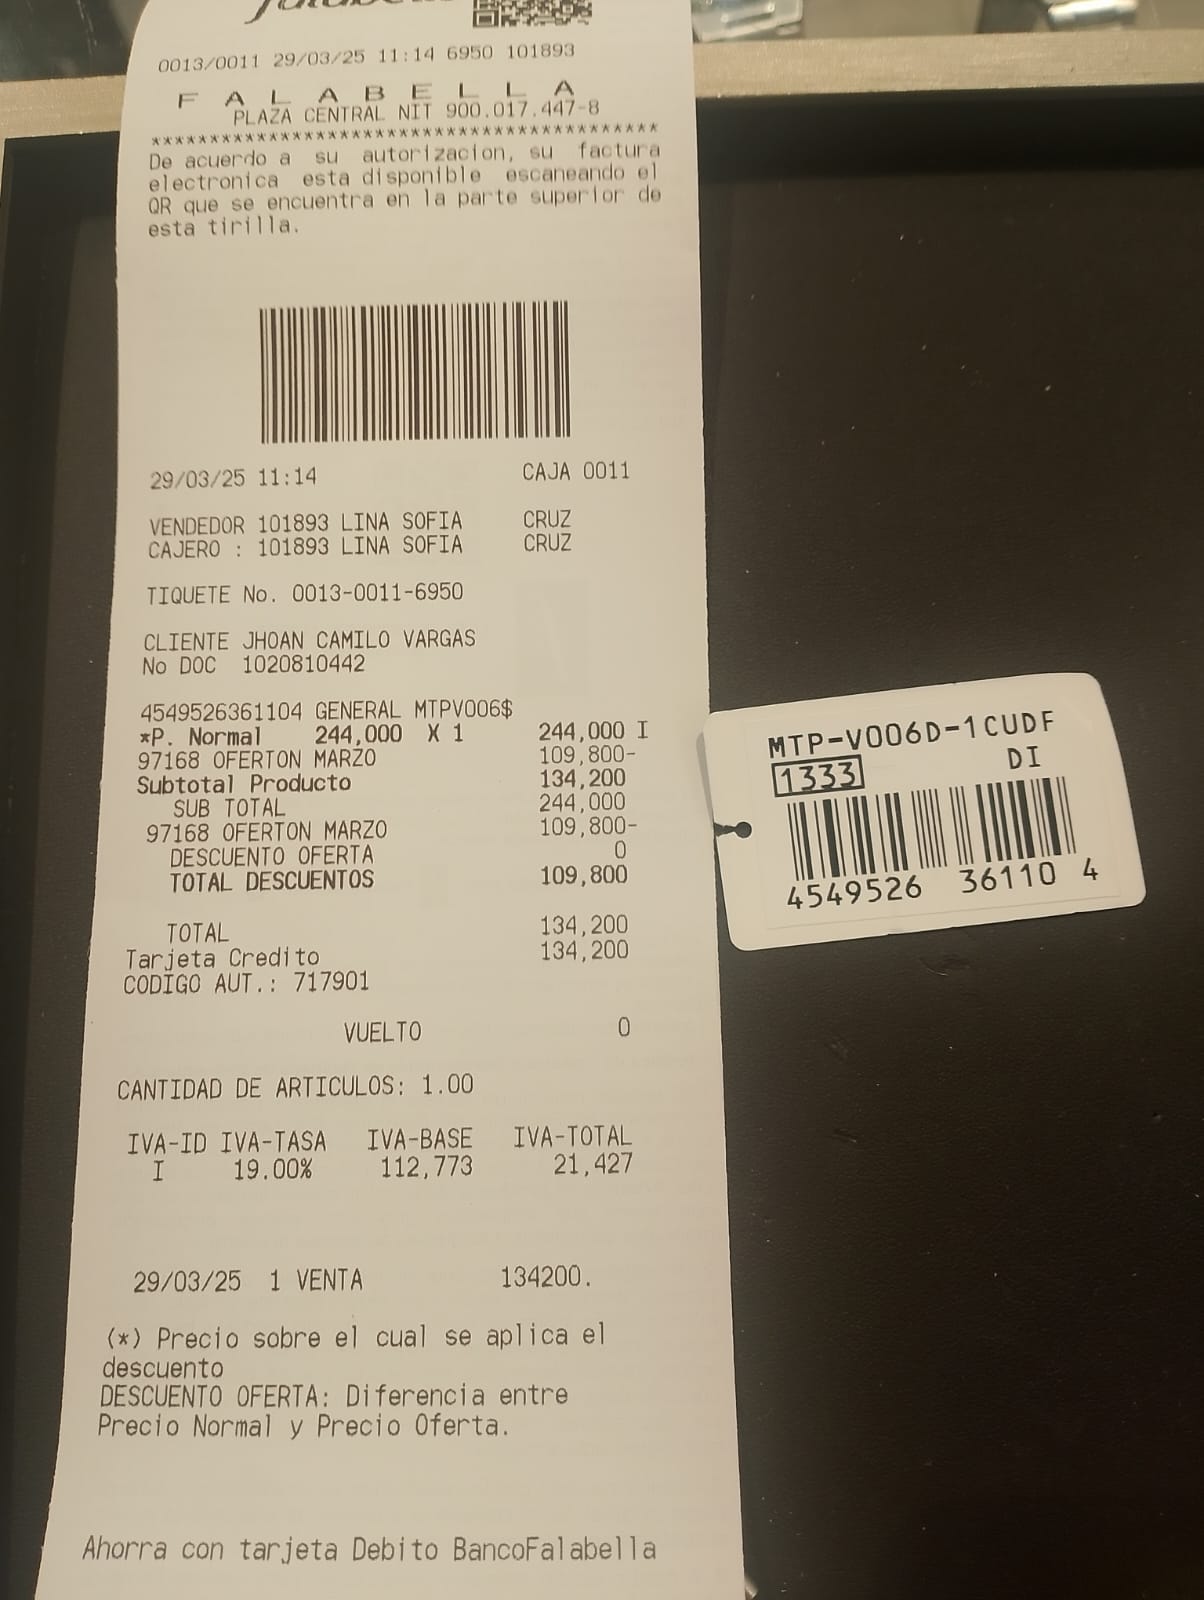 0013/0011 29/03/25 11:14 6950 101893
F A L A B E L L A
PLAZA CENTRAL NIT 900.017.447-8
*******************************************
De acuerdo a su autorizacion, su factura
electronica esta disponible escaneando el
QR que se encuentra en la parte superior de
esta tirilla.
29/03/25 11:14 CAJA 0011
VENDEDOR 101893 LINA SOFIA CRUZ
CAJERO : 101893 LINA SOFIA CRUZ
TIQUETE No. 0013-0011-6950
CLIENTE JHOAN CAMILO VARGAS
No DOC 1020810442
4549526361104 GENERAL MTPV006$
*P. Normal 244,000 X 1 244,000 I
97168 OFERTON MARZO 109,800-
Subtotal Producto 134,200
SUB TOTAL 244,000
97168 OFERTON MARZO 109,800-
DESCUENTO OFERTA 0
TOTAL DESCUENTOS 109,800
TOTAL 134,200
Tarjeta Credito 134,200
CODIGO AUT.: 717901
VUELTO 0
CANTIDAD DE ARTICULOS: 1.00
IVA-ID IVA-TASA IVA-BASE IVA-TOTAL
I 19.00% 112,773 21,427
29/03/25 1 VENTA 134200.
(*) Precio sobre el cual se aplica el
descuento
DESCUENTO OFERTA: Diferencia entre
Precio Normal y Precio Oferta.
Ahorra con tarjeta Debito BancoFalabella
MTP-V006D-1CUDF
1333 DI
4549526 36110 4